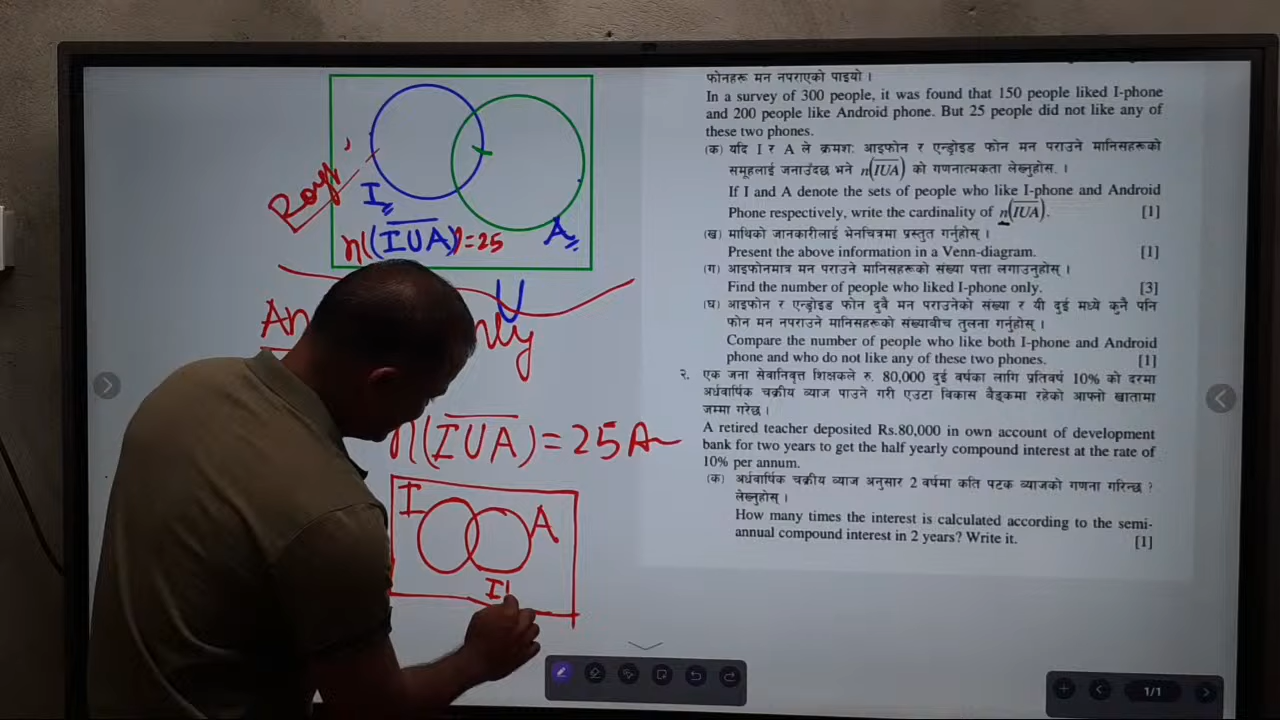 I
A
n((I∪A)‾)=25
n(I∪A)‾ = 25 A
I
A
फोनहरू मन नपराएको पाइयो ।
In a survey of 300 people, it was found that 150 people liked I-phone
and 200 people like Android phone. But 25 people did not like any of
these two phones.
(क) यदि I र A ले क्रमशः आइफोन र एन्ड्रोइड फोन मन पराउने मानिसहरूको
समूहलाई जनाउँदछ भने n(I∪A)‾ को गणनात्मकता लेख्नुहोस् ।
If I and A denote the sets of people who like I-phone and Android
Phone respectively, write the cardinality of n(I∪A)‾. [1]
(ख) माथिको जानकारीलाई भेनचित्रमा प्रस्तुत गर्नुहोस् ।
Present the above information in a Venn-diagram. [1]
(ग) आइफोनमात्र मन पराउने मानिसहरूको संख्या पत्ता लगाउनुहोस् ।
Find the number of people who liked I-phone only. [3]
(घ) आइफोन र एन्ड्रोइड फोन दुवै मन पराउनेको संख्या र यी दुई मध्ये कुनै पनि
फोन मन नपराउने मानिसहरूको संख्याबीच तुलना गर्नुहोस् ।
Compare the number of people who like both I-phone and Android
phone and who do not like any of these two phones. [1]
२. एक जना सेवानिवृत्त शिक्षकले रु. 80,000 दुई वर्षका लागि प्रतिवर्ष 10% को दरमा
अर्धवार्षिक चक्रीय व्याज पाउने गरी एउटा विकास बैङ्कमा रहेको आफ्नो खातामा
जम्मा गरेछ ।
A retired teacher deposited Rs.80,000 in own account of development
bank for two years to get the half yearly compound interest at the rate of
10% per annum.
(क) अर्धवार्षिक चक्रीय व्याज अनुसार 2 वर्षमा कति पटक व्याजको गणना गरिन्छ ?
लेख्नुहोस् ।
How many times the interest is calculated according to the semi-
annual compound interest in 2 years? Write it. [1]
1/1